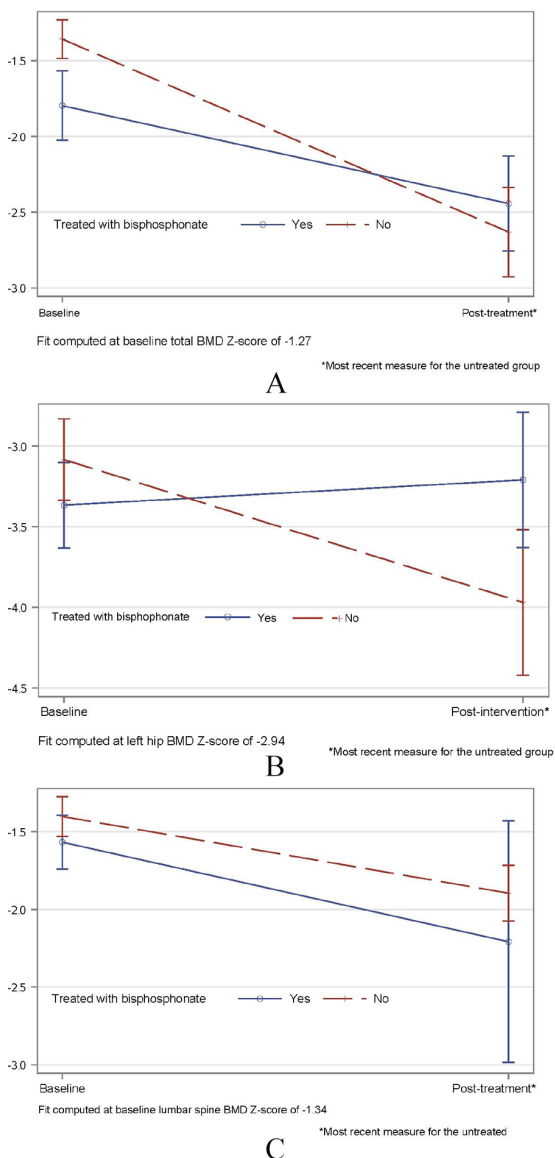 -1.5
-2.0
-2.5
-3.0
Treated with bisphosphonate Yes No
Baseline Post-treatment*
Fit computed at baseline total BMD Z-score of -1.27
*Most recent measure for the untreated group
A
-3.0
-3.5
-4.0
-4.5
Treated with bisphophonate Yes No
Baseline Post-intervention*
Fit computed at left hip BMD Z-score of -2.94
*Most recent measure for the untreated group
B
-1.5
-2.0
-2.5
-3.0
Treated with bisphosphonate Yes No
Baseline Post-treatment*
Fit computed at baseline lumbar spine BMD Z-score of -1.34
*Most recent measure for the untreated
C